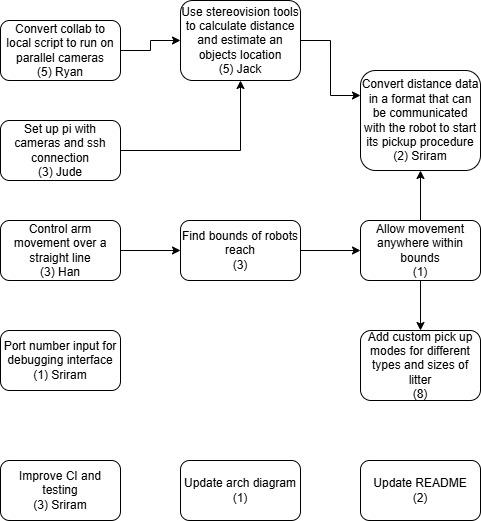 Convert collab to
local script to run on
parallel cameras
(5) Ryan
Use stereovision tools
to calculate distance
and estimate an
objects location
(5) Jack
Convert distance data
in a format that can
be communicated
with the robot to start
its pickup procedure
(2) Sriram
Set up pi with
cameras and ssh
connection
(3) Jude
Control arm
movement over a
straight line
(3) Han
Find bounds of robots
reach
(3)
Allow movement
anywhere within
bounds
(1)
Port number input for
debugging interface
(1) Sriram
Add custom pick up
modes for different
types and sizes of
litter
(8)
Improve CI and
testing
(3) Sriram
Update arch diagram
(1)
Update README
(2)